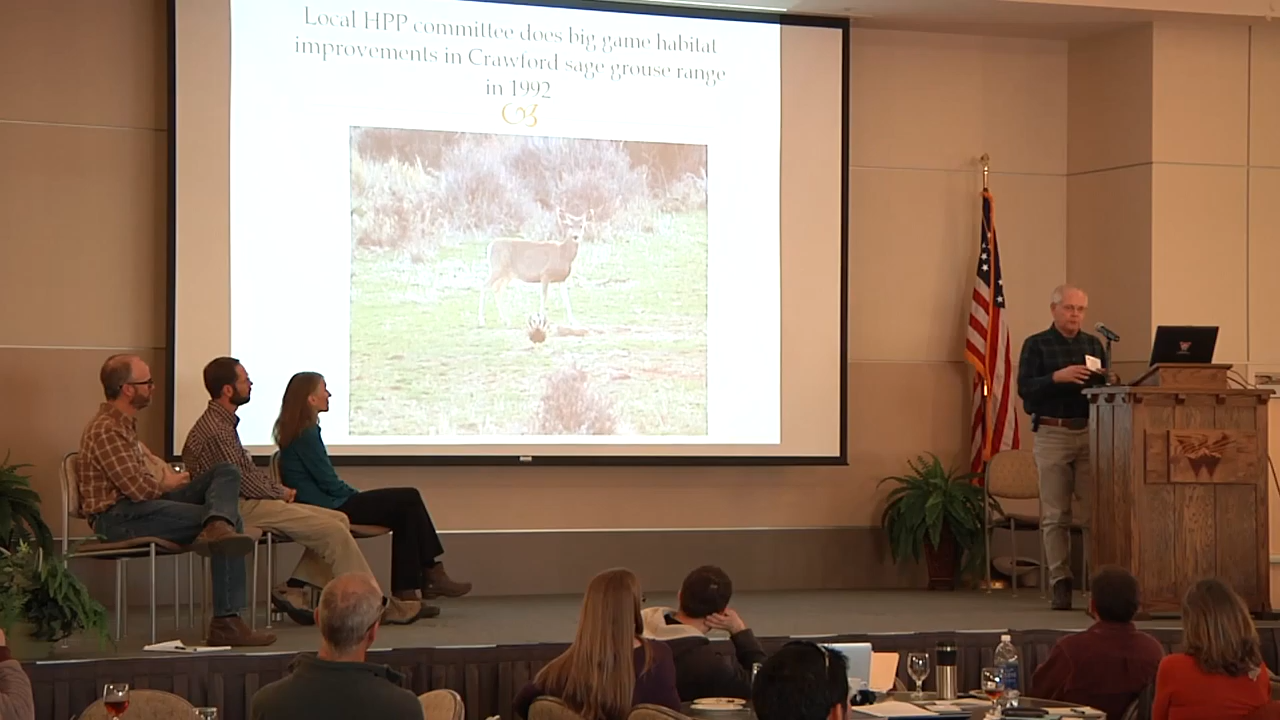 Local HPP committee does big game habitat
improvements in Crawford sage grouse range
in 1992